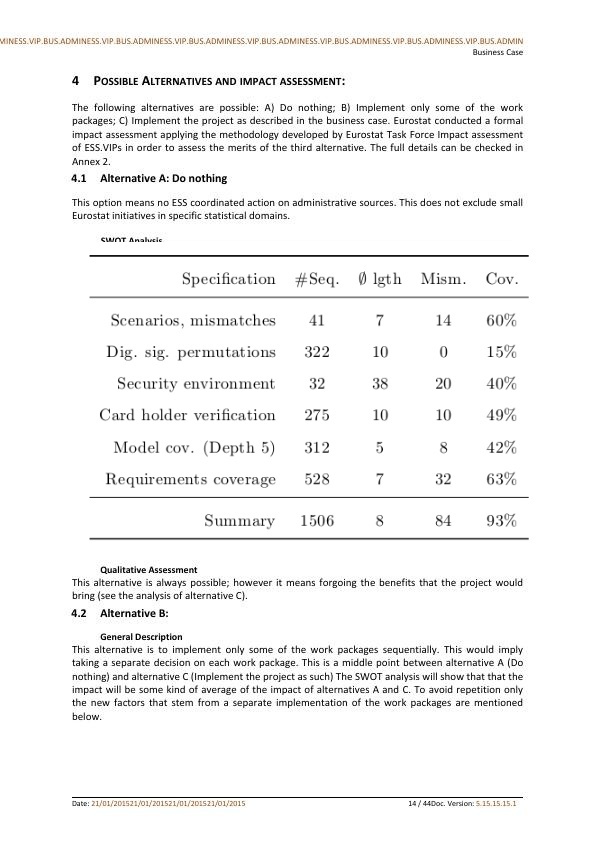 MINESS.VIP.BUS.ADMINESS.VIP.BUS.ADMINESS.VIP.BUS.ADMINESS.VIP.BUS.ADMINESS.VIP.BUS.ADMINESS.VIP.BUS.ADMINESS.VIP.BUS.ADMIN
Business Case
4 POSSIBLE ALTERNATIVES AND IMPACT ASSESSMENT:
The following alternatives are possible: A) Do nothing; B) Implement only some of the work
packages; C) Implement the project as described in the business case. Eurostat conducted a formal
impact assessment applying the methodology developed by Eurostat Task Force Impact assessment
of ESS.VIPs in order to assess the merits of the third alternative. The full details can be checked in
Annex 2.
4.1 Alternative A: Do nothing
This option means no ESS coordinated action on administrative sources. This does not exclude small
Eurostat initiatives in specific statistical domains.
SWOT Analysis
Specification #Seq. ∅ lgth Mism. Cov.
Scenarios, mismatches 41 7 14 60%
Dig. sig. permutations 322 10 0 15%
Security environment 32 38 20 40%
Card holder verification 275 10 10 49%
Model cov. (Depth 5) 312 5 8 42%
Requirements coverage 528 7 32 63%
Summary 1506 8 84 93%
Qualitative Assessment
This alternative is always possible; however it means forgoing the benefits that the project would
bring (see the analysis of alternative C).
4.2 Alternative B:
General Description
This alternative is to implement only some of the work packages sequentially. This would imply
taking a separate decision on each work package. This is a middle point between alternative A (Do
nothing) and alternative C (Implement the project as such) The SWOT analysis will show that that the
impact will be some kind of average of the impact of alternatives A and C. To avoid repetition only
the new factors that stem from a separate implementation of the work packages are mentioned
below.
Date: 21/01/201521/01/201521/01/201521/01/2015 14 / 44Doc. Version: 5.15.15.15.1